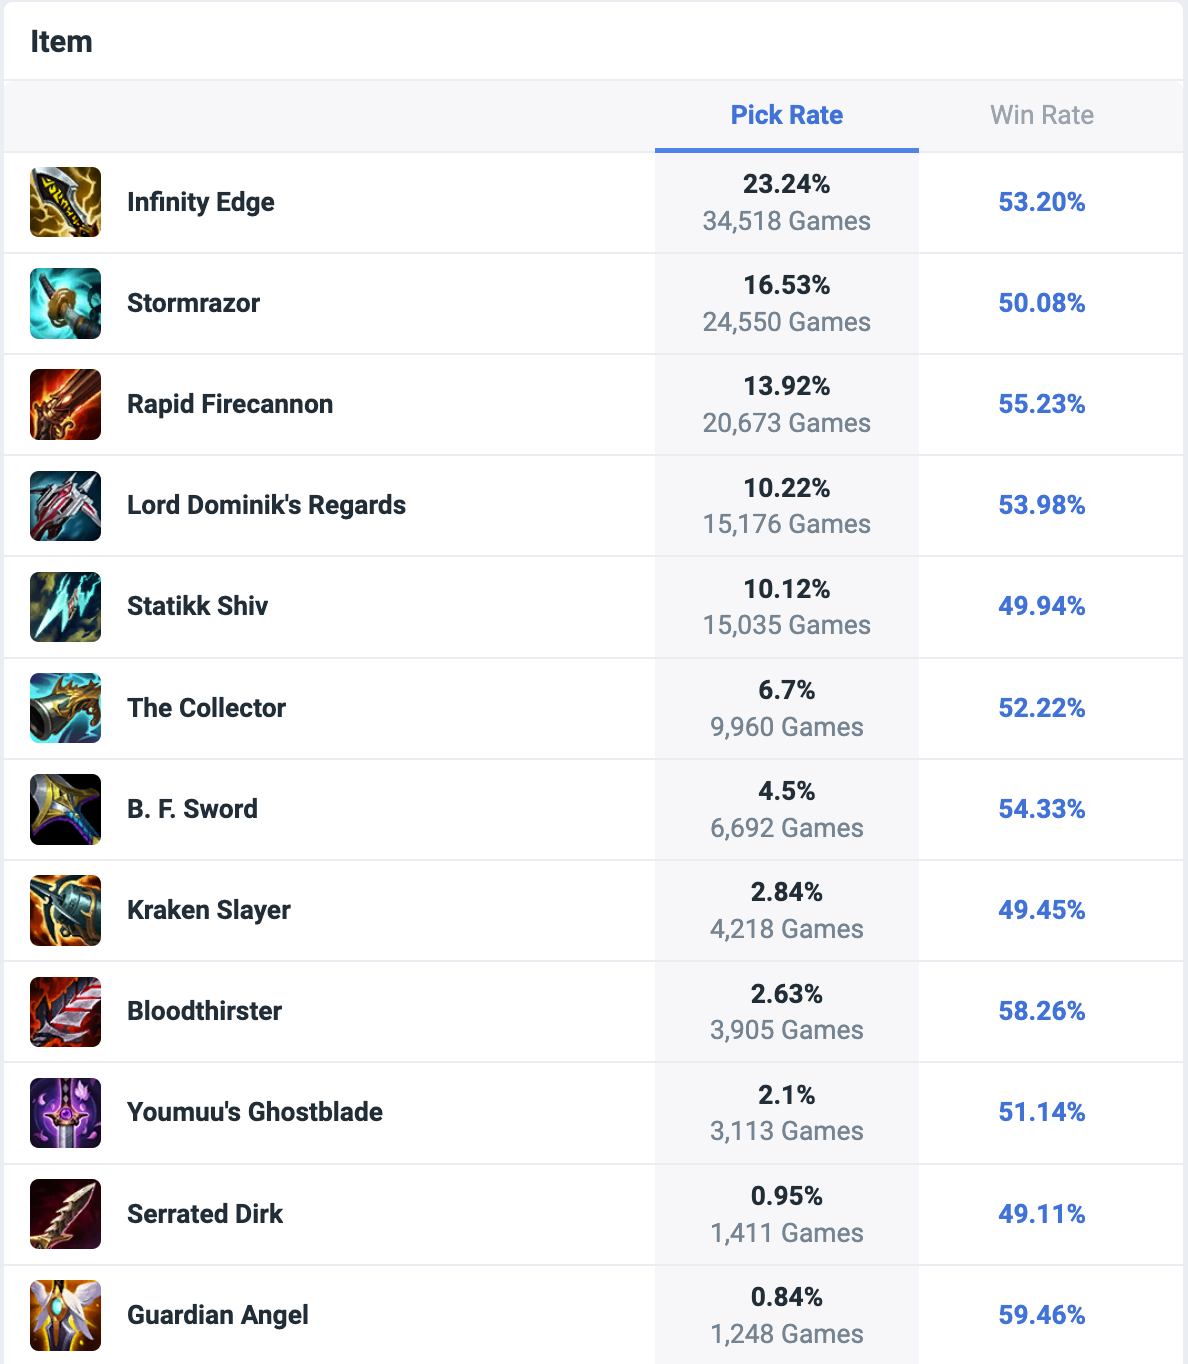 Item
Pick Rate Win Rate
Infinity Edge 23.24% 34,518 Games 53.20%
Stormrazor 16.53% 24,550 Games 50.08%
Rapid Firecannon 13.92% 20,673 Games 55.23%
Lord Dominik's Regards 10.22% 15,176 Games 53.98%
Statikk Shiv 10.12% 15,035 Games 49.94%
The Collector 6.7% 9,960 Games 52.22%
B. F. Sword 4.5% 6,692 Games 54.33%
Kraken Slayer 2.84% 4,218 Games 49.45%
Bloodthirster 2.63% 3,905 Games 58.26%
Youmuu's Ghostblade 2.1% 3,113 Games 51.14%
Serrated Dirk 0.95% 1,411 Games 49.11%
Guardian Angel 0.84% 1,248 Games 59.46%